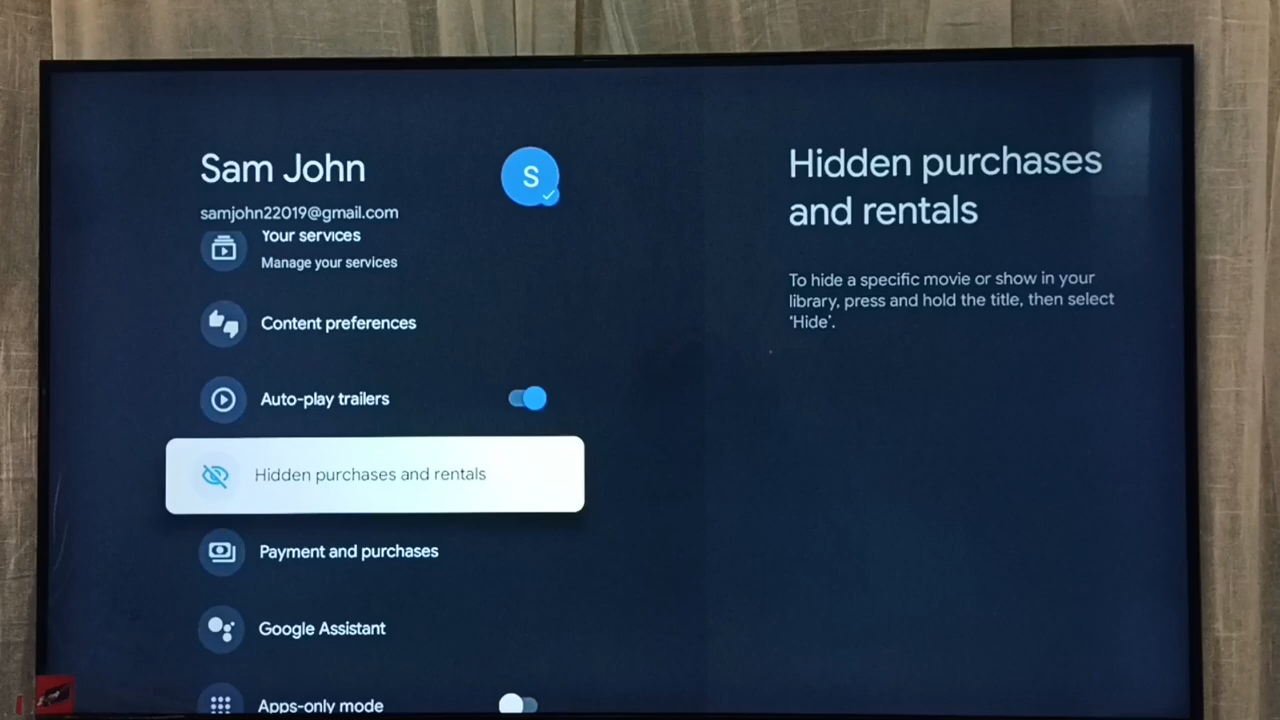 Sam John
S
samjohn22019@gmail.com
Your services
Manage your services
Content preferences
Auto-play trailers
Hidden purchases and rentals
Payment and purchases
Google Assistant
Apps-only mode
Hidden purchases
and rentals
To hide a specific movie or show in your
library, press and hold the title, then select
‘Hide’.